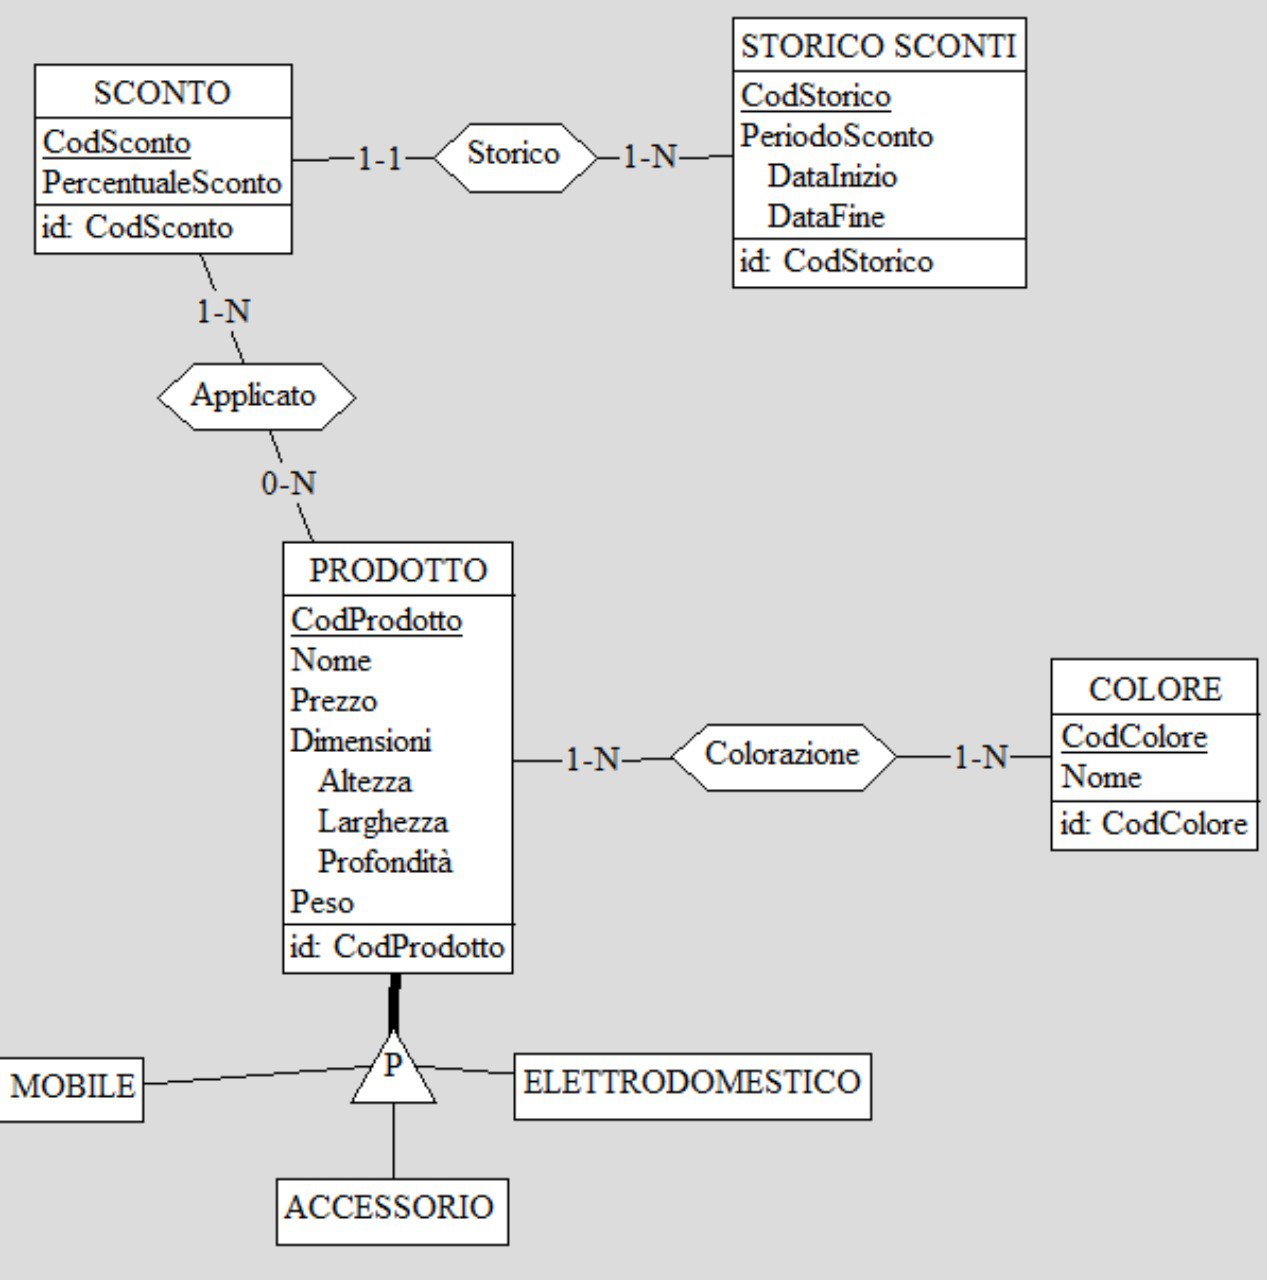 STORICO SCONTI
CodStorico
PeriodoSconto
DataInizio
DataFine
id: CodStorico
SCONTO
CodSconto
PercentualeSconto
id: CodSconto
1-1
Storico
1-N
1-N
Applicato
0-N
PRODOTTO
CodProdotto
Nome
Prezzo
Dimensioni
Altezza
Larghezza
Profondità
Peso
id: CodProdotto
1-N
Colorazione
1-N
COLORE
CodColore
Nome
id: CodColore
P
MOBILE
ELETTRODOMESTICO
ACCESSORIO